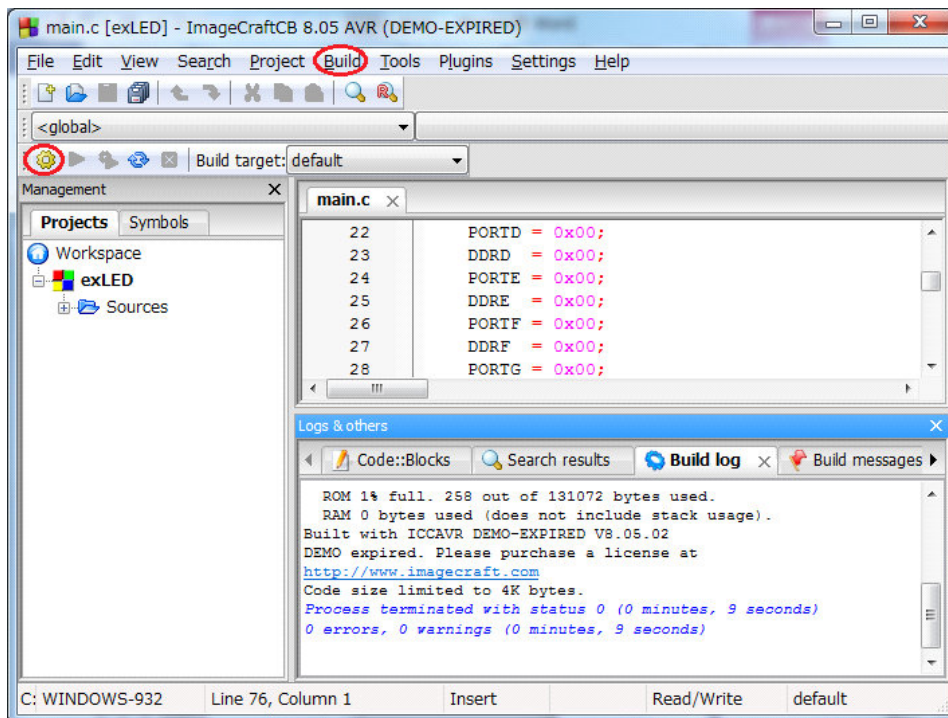 main.c [exLED] - ImageCraftCB 8.05 AVR (DEMO-EXPIRED)
File Edit View Search Project Build Tools Plugins Settings Help
<global>
Build target: default
Management
Projects Symbols
Workspace
exLED
Sources
main.c
22 PORTD = 0x00;
23 DDRD = 0x00;
24 PORTE = 0x00;
25 DDRE = 0x00;
26 PORTF = 0x00;
27 DDRF = 0x00;
28 PORTG = 0x00;
Logs & others
Code::Blocks Search results Build log Build messages
ROM 1% full. 258 out of 131072 bytes used.
RAM 0 bytes used (does not include stack usage).
Built with ICCAVR DEMO-EXPIRED V8.05.02
DEMO expired. Please purchase a license at
http://www.imagecraft.com
Code size limited to 4K bytes.
Process terminated with status 0 (0 minutes, 9 seconds)
0 errors, 0 warnings (0 minutes, 9 seconds)
C: WINDOWS-932 Line 76, Column 1 Insert Read/Write default